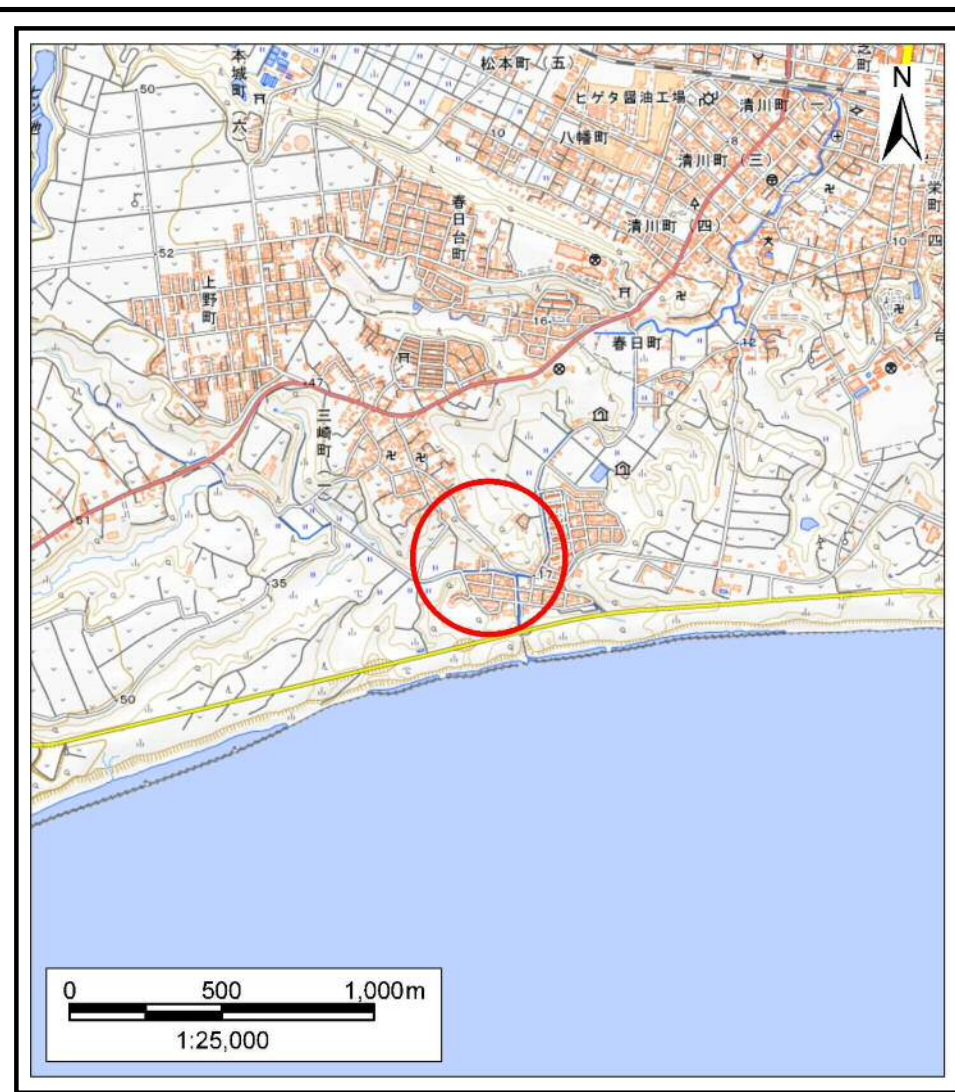 本城町(六)
50
松本町(五)
ヒゲタ醤油工場
清川町(一)
N
10
八幡町
8
清川町(三)
栄町(四)
春日台町
清川町(四)
10
52
上野町
16
春日町
12
47
三崎町(一)
51
17
35
50
0 500 1,000m
1:25,000